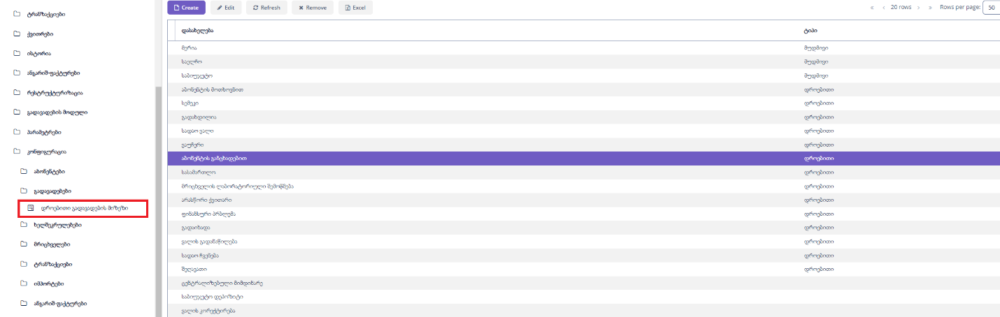 ტრანზაქციები
ქვითრები
ისტორია
ანგარიშ-ფაქტურები
რესტრუქტურიზაცია
გადავადების მოდული
პარამეტრები
კონფიგურაცია
აბონენტები
გადავადებები
დროებითი გადავადების მიზეზი
ხელშეკრულებები
მრიცხველები
ტრანზაქციები
იმპორტები
ანგარიშ-ფაქტურები
Create Edit Refresh Remove Excel « ‹ 20 rows › » Rows per page: 50
დასახელება ტიპი
მერია მუდმივი
საელჩო მუდმივი
საბიუჯეტო მუდმივი
აბონენტის მოთხოვნით დროებითი
სემეკი დროებითი
გადახდილია დროებითი
სადაო ვალი დროებითი
ვაუჩერი დროებითი
აბონენტის განცხადებით დროებითი
სასამართლო დროებითი
მრიცხველის ლაბორატორიული შემოწმება დროებითი
არასწორი ქვითარი დროებითი
ფინანსური პრბლემა დროებითი
გადაიხადა დროებითი
ვალის გადანაწილება დროებითი
სადაო ჩვენება დროებითი
შეღავათი დროებითი
ცენტრალიზებული მიმდინარე
საბიუჯეტო დეპოზიტი
ვალის კორექტირება